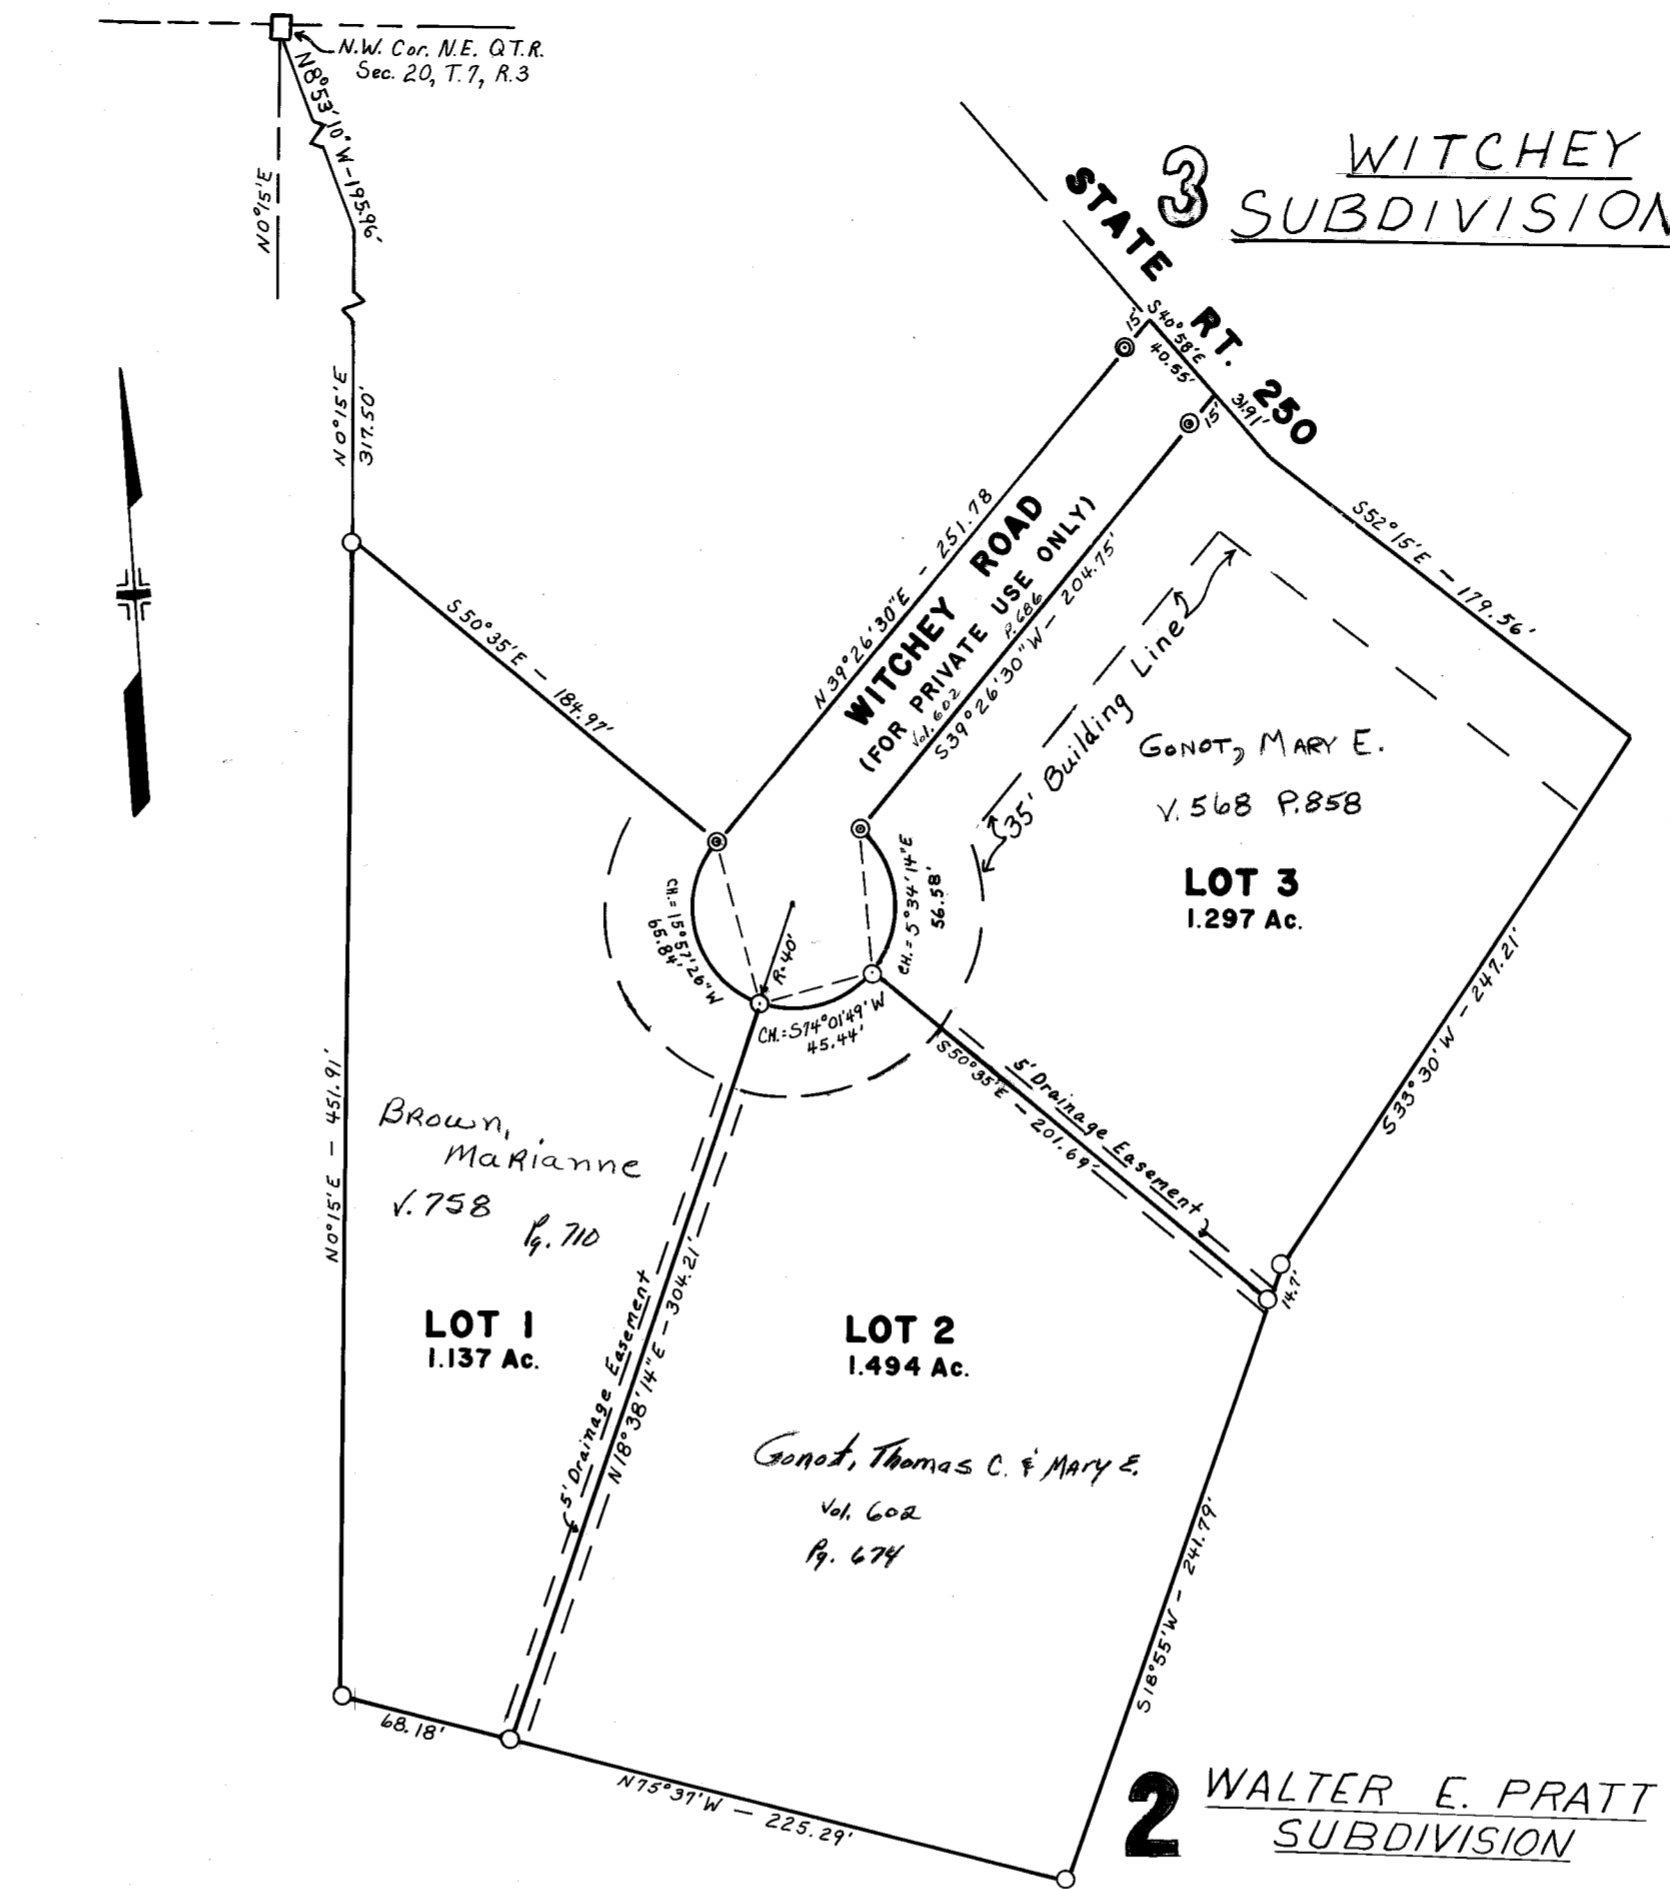 N.W. Cor. N.E. QTR.
Sec. 20, T.7, R.3
N8°53'10"W-195.96'
N0°15'E
3 WITCHEY
SUBDIVISION
STATE RT. 250
15'
S40°58'E
40.55'
15'
31.91'
N0°15'E
317.50'
S52°15'E — 179.56'
N39°26'30"E - 251.78
WITCHEY ROAD
(FOR PRIVATE USE ONLY)
Vol. 602 P.686
S39°26'30"W - 204.75'
35' Building Line
S50°35'E — 184.97'
GONOT, MARY E.
V.568 P.858
LOT 3
1.297 Ac.
CH.=15°57'26"W
65.84'
R.40'
CH.=5°34'14"E
56.58'
CH.:S74°01'49"W
45.44'
5' Drainage Easement
S50°35'E - 201.69'
S33°30'W - 247.21'
14.7'
N0°15'E — 451.91'
Brown,
Marianne
V.758
Pg. 710
LOT 1
1.137 Ac.
5' Drainage Easement
N18°38'14"E - 304.21'
LOT 2
1.494 Ac.
Gonot, Thomas C. & Mary E.
Vol. 602
Pg. 674
S18°55'W - 241.79'
68.18'
N75°37'W — 225.29'
2 WALTER E. PRATT
SUBDIVISION